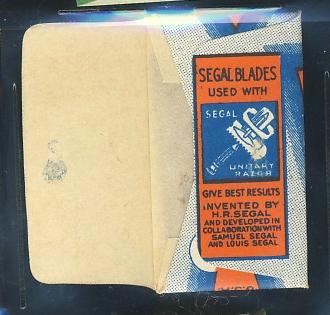 SEGAL BLADES
USED WITH
SEGAL
UNITARY
RAZOR
GIVE BEST RESULTS
INVENTED BY
H.R.SEGAL
AND DEVELOPED IN
COLLABORATION WITH
SAMUEL SEGAL
AND LOUIS SEGAL